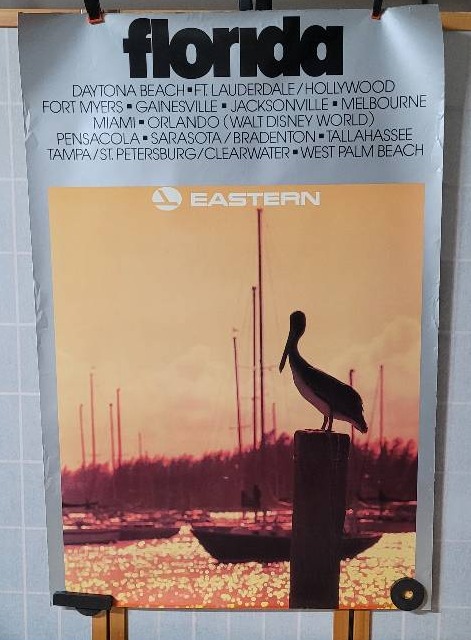 florida
DAYTONA BEACH ▪ FT. LAUDERDALE/HOLLYWOOD
FORT MYERS ▪ GAINESVILLE ▪ JACKSONVILLE ▪ MELBOURNE
MIAMI ▪ ORLANDO (WALT DISNEY WORLD)
PENSACOLA ▪ SARASOTA/BRADENTON ▪ TALLAHASSEE
TAMPA/ST. PETERSBURG/CLEARWATER ▪ WEST PALM BEACH
EASTERN